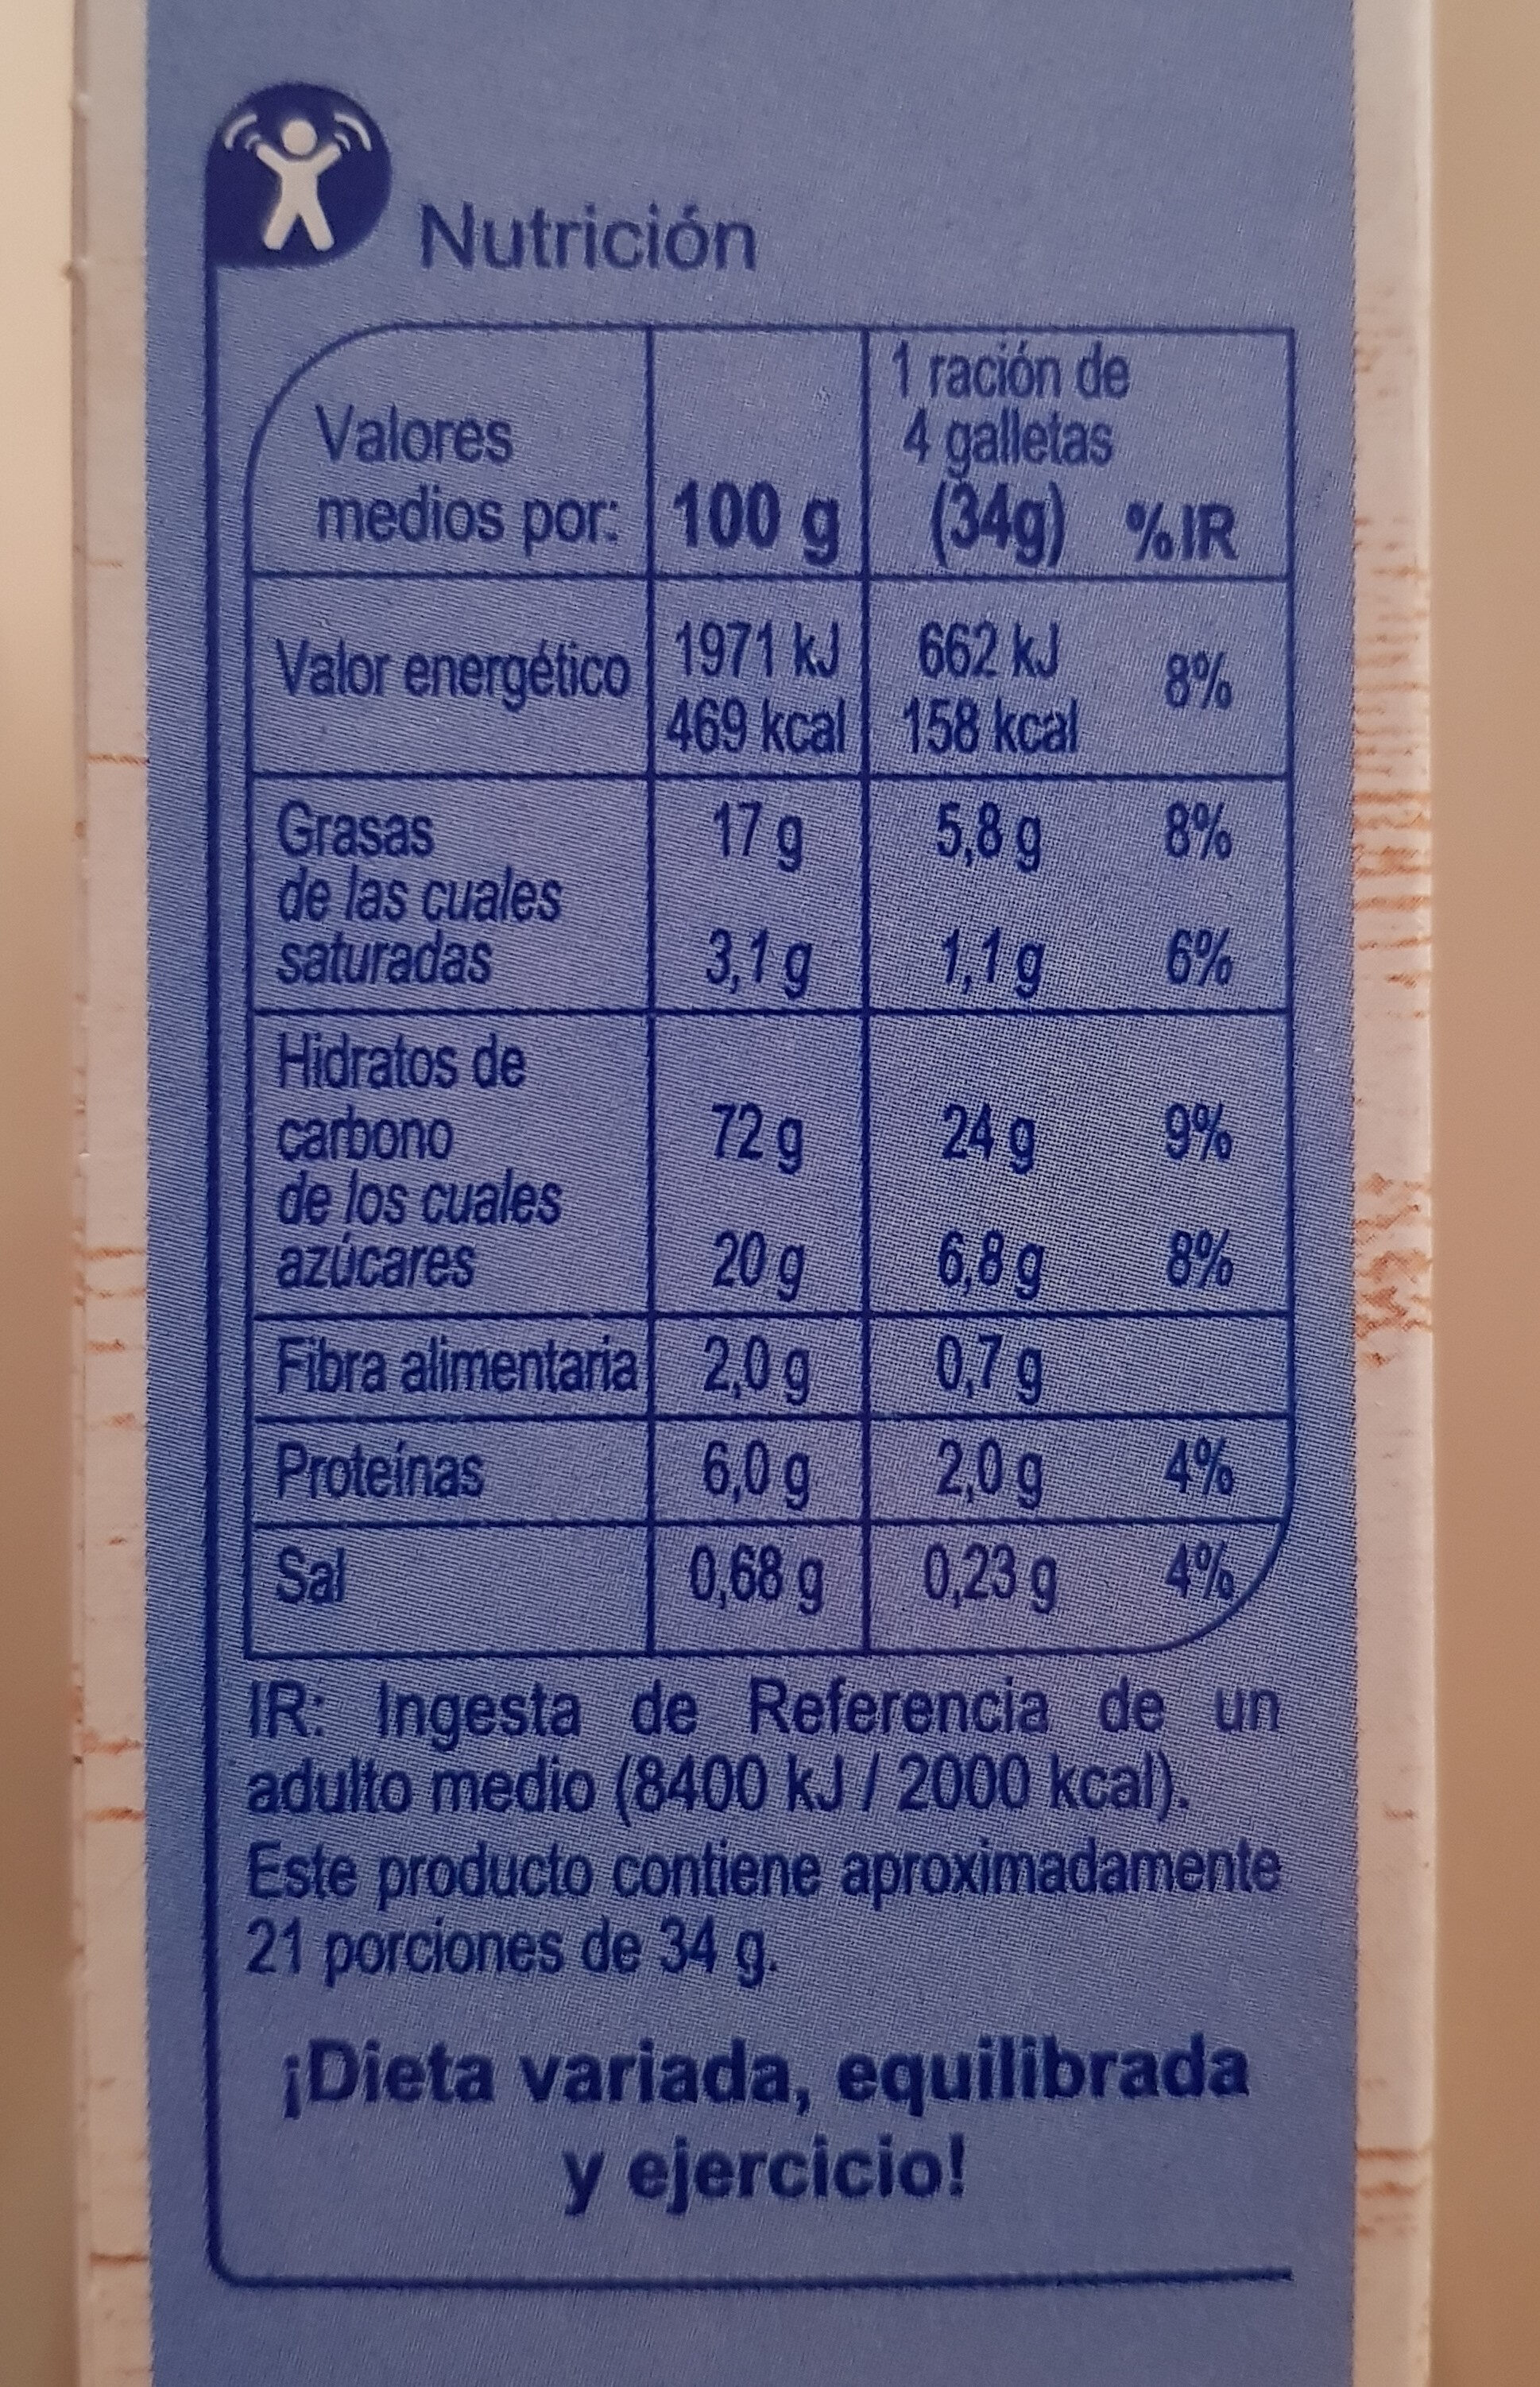 Nutrición
1 ración de
Valores 4 galletas
medios por: 100 g (34g) %IR
1971 kJ 662 kJ
Valor energético 8%
469 kcal 158 kcal
Grasas 17 g 5,8 g 8%
de las cuales
saturadas 3,1 g 1,1 g 6%
Hidratos de
carbono 72 g 24 g 9%
de los cuales
azúcares 20 g 6,8 g 8%
Fibra alimentaria 2,0 g 0,7 g
Proteínas 6,0 g 2,0 g 4%
Sal 0,68 g 0,23 g 4%
IR: Ingesta de Referencia de un
adulto medio (8400 kJ / 2000 kcal).
Este producto contiene aproximadamente
21 porciones de 34 g.
¡Dieta variada, equilibrada
y ejercicio!